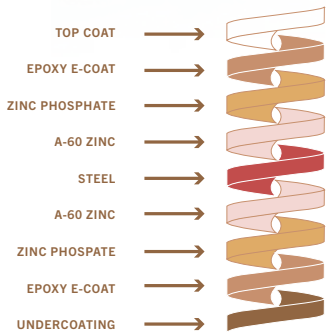 TOP COAT
EPOXY E-COAT
ZINC PHOSPHATE
A-60 ZINC
STEEL
A-60 ZINC
ZINC PHOSPATE
EPOXY E-COAT
UNDERCOATING